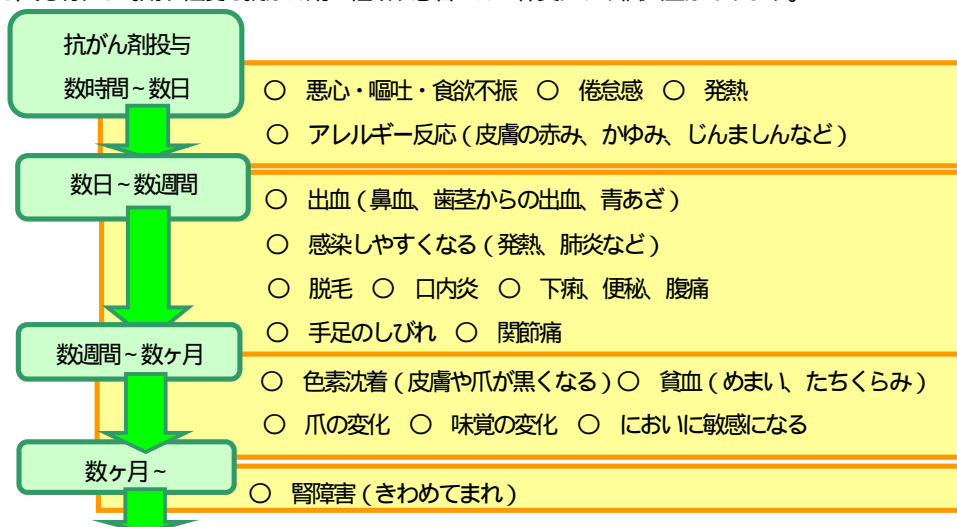 抗がん剤投与
数時間~数日
○ 悪心・嘔吐・食欲不振 ○ 倦怠感 ○ 発熱
○ アレルギー反応(皮膚の赤み、かゆみ、じんましんなど)
数日~数週間
○ 出血(鼻血、歯茎からの出血、青あざ)
○ 感染しやすくなる(発熱、肺炎など)
○ 脱毛 ○ 口内炎 ○ 下痢、便秘、腹痛
○ 手足のしびれ ○ 関節痛
数週間~数ヶ月
○ 色素沈着(皮膚や爪が黒くなる)○ 貧血(めまい、たちくらみ)
○ 爪の変化 ○ 味覚の変化 ○ においに敏感になる
数ヶ月~
○ 腎障害(きわめてまれ)